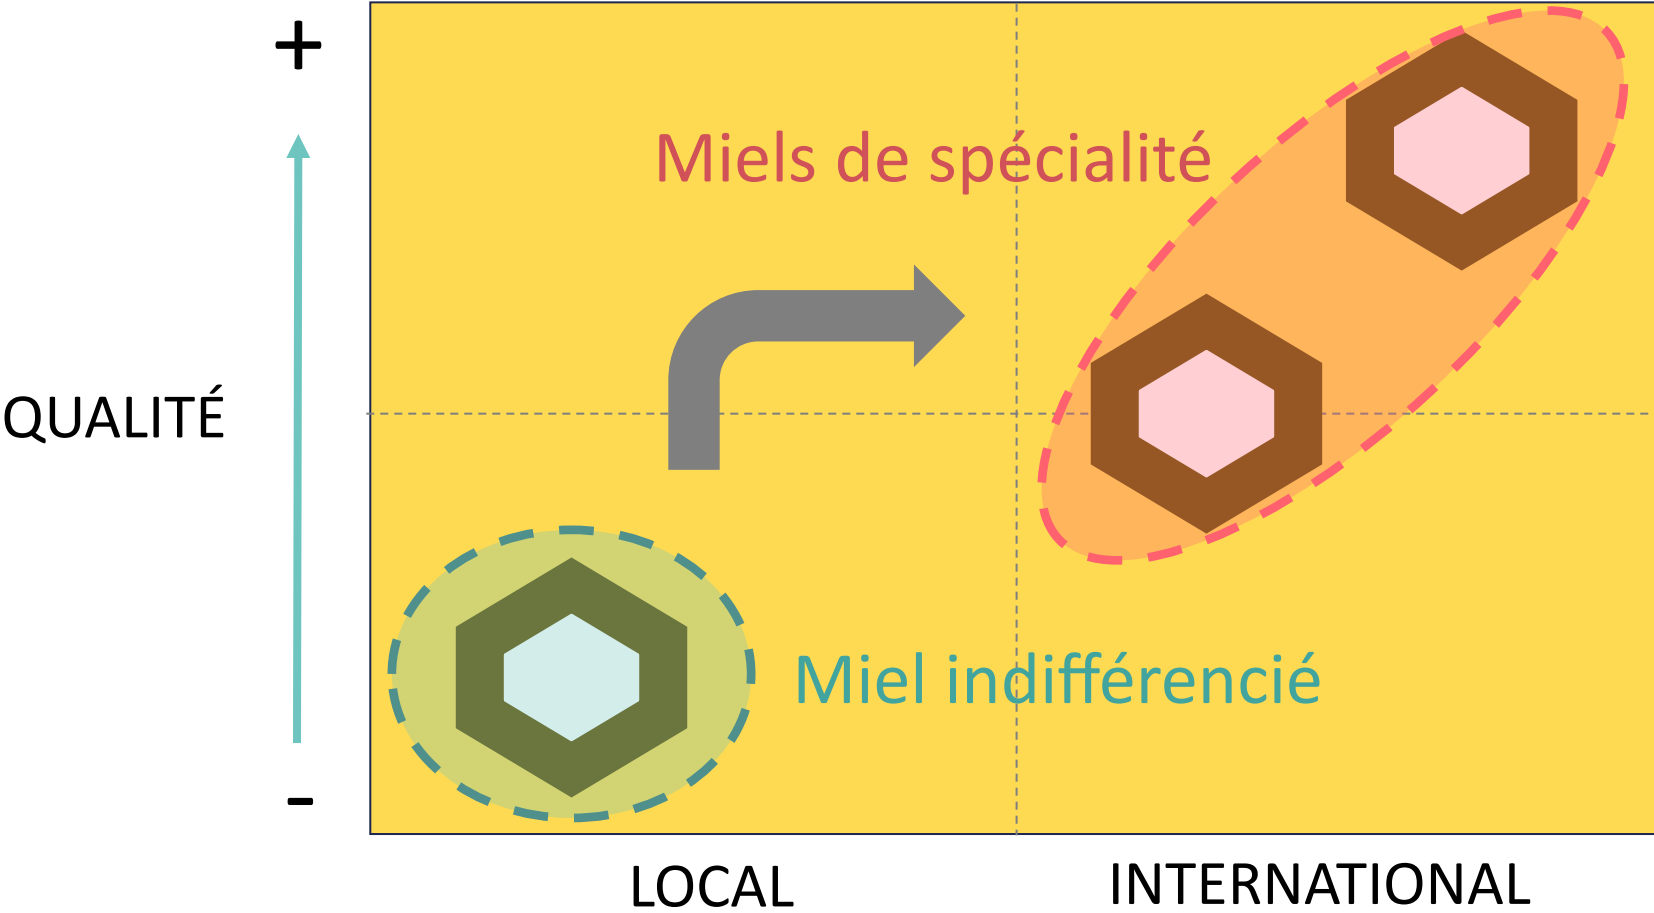 +
Miels de spécialité
QUALITÉ
Miel indifférencié
-
LOCAL
INTERNATIONAL